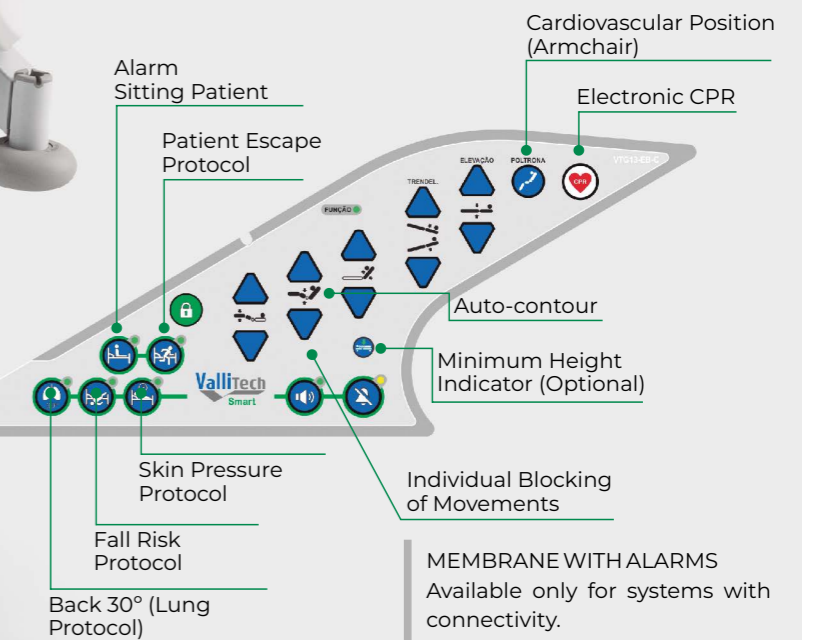 Cardiovascular Position
(Armchair)
Alarm
Sitting Patient
Electronic CPR
Patient Escape
Protocol
ELEVAÇÃO
POLTRONA
VTG13-EB-C
CPR
TRENDEL.
FUNÇÃO
Auto-contour
Minimum Height
Indicator (Optional)
ValliTech
Smart
Skin Pressure
Protocol
Individual Blocking
of Movements
Fall Risk
Protocol
MEMBRANE WITH ALARMS
Available only for systems with
connectivity.
Back 30º (Lung
Protocol)